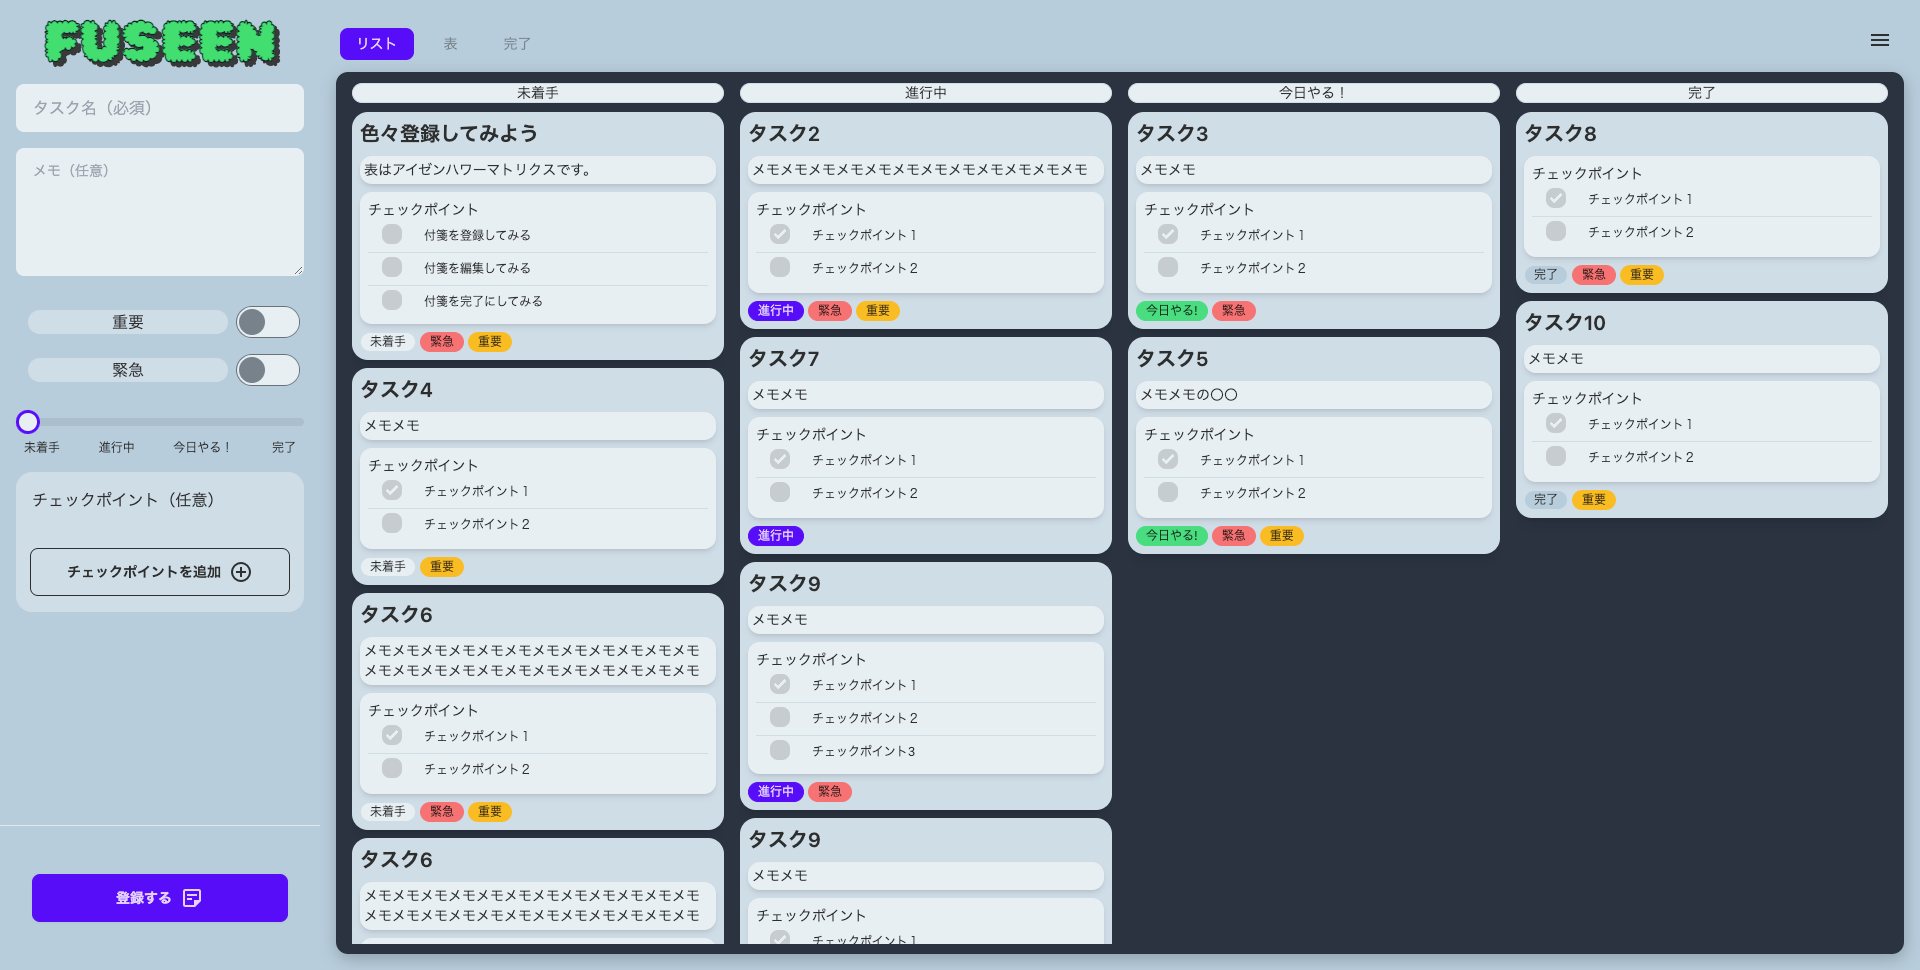 FUSEEN
タスク名（必須）
メモ（任意）
重要
緊急
未着手 進行中 今日やる！ 完了
チェックポイント（任意）
チェックポイントを追加
登録する
リスト 表 完了
未着手
色々登録してみよう
表はアイゼンハワーマトリクスです。
チェックポイント
付箋を登録してみる
付箋を編集してみる
付箋を完了にしてみる
未着手 緊急 重要
タスク4
メモメモ
チェックポイント
チェックポイント１
チェックポイント２
未着手 重要
タスク6
メモメモメモメモメモメモメモメモメモメモメモメモ
メモメモメモメモメモメモメモメモメモメモメモメモ
チェックポイント
チェックポイント１
チェックポイント２
未着手 緊急 重要
タスク6
メモメモメモメモメモメモメモメモメモメモメモメモ
メモメモメモメモメモメモメモメモメモメモメモメモ
進行中
タスク2
メモメモメモメモメモメモメモメモメモメモメモメモ
チェックポイント
チェックポイント１
チェックポイント２
進行中 緊急 重要
タスク7
メモメモ
チェックポイント
チェックポイント１
チェックポイント２
進行中
タスク9
メモメモ
チェックポイント
チェックポイント１
チェックポイント２
チェックポイント3
進行中 緊急
タスク9
メモメモ
チェックポイント
チェックポイント１
今日やる！
タスク3
メモメモ
チェックポイント
チェックポイント１
チェックポイント２
今日やる! 緊急
タスク5
メモメモの〇〇
チェックポイント
チェックポイント１
チェックポイント２
今日やる! 緊急 重要
完了
タスク8
チェックポイント
チェックポイント１
チェックポイント２
完了 緊急 重要
タスク10
メモメモ
チェックポイント
チェックポイント１
チェックポイント２
完了 重要